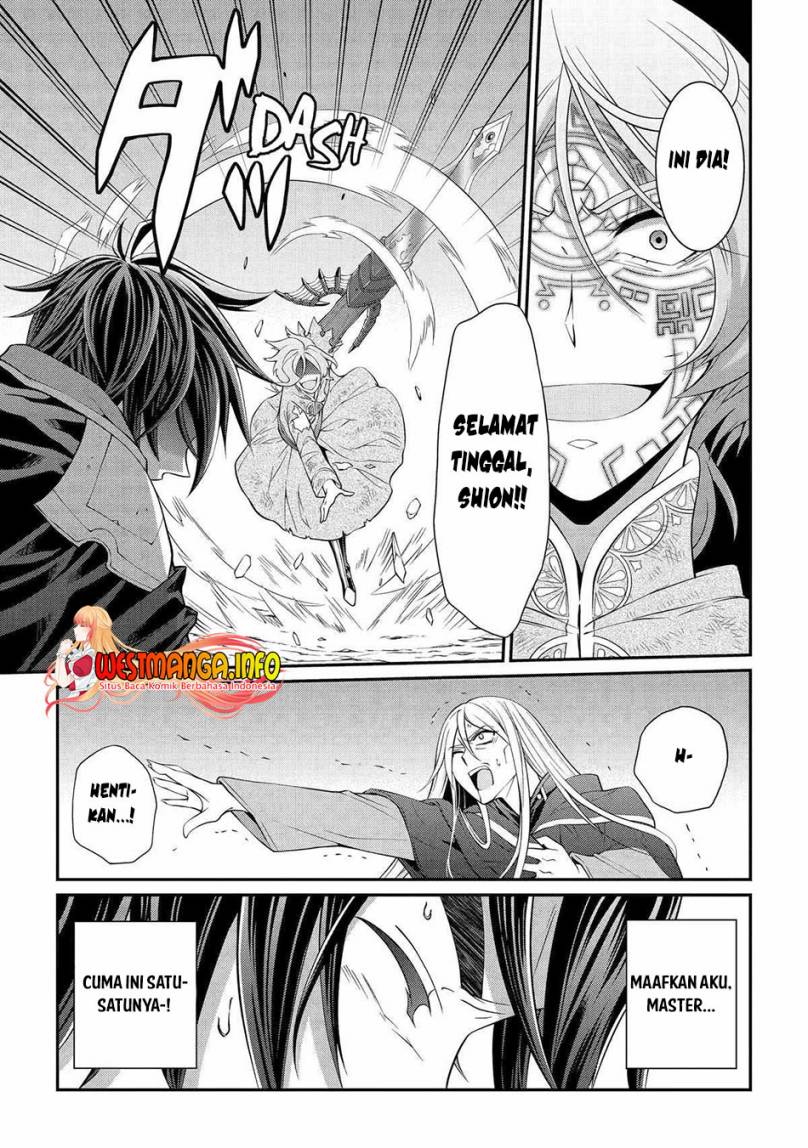 INI DIA!
SELAMAT
TINGGAL,
SHION!!
ダッ
DASH
WESTMANGA.INFO
Situs Baca Komik Berbahasa Indonesia
H-
HENTI-
KAN...!
MAAFKAN AKU,
MASTER...
CUMA INI SATU-
SATUNYA-!